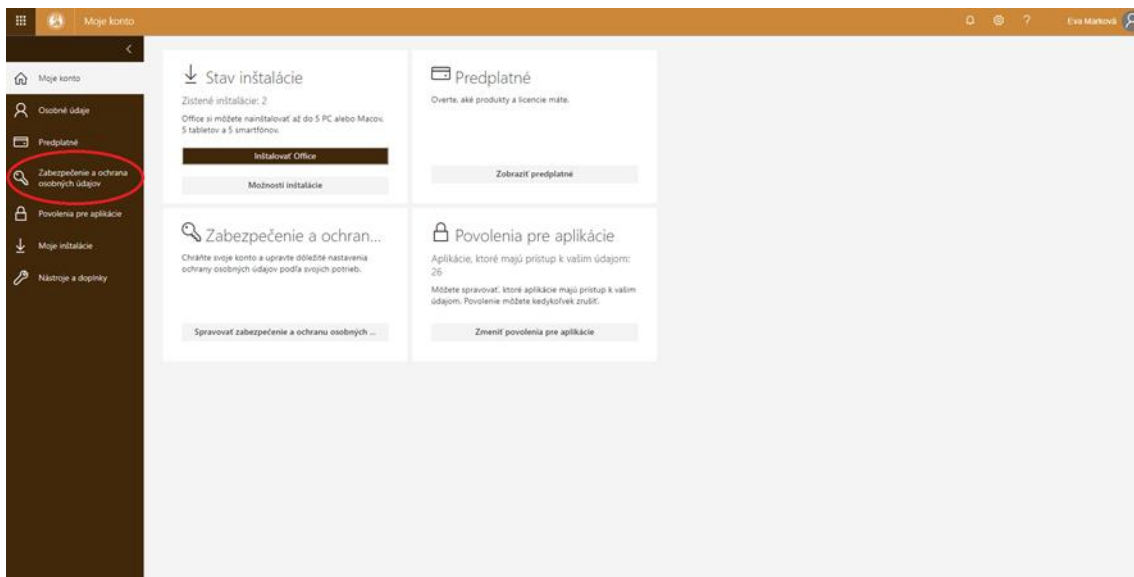 Moje konto
Eva Marková
Moje konto
Osobné údaje
Predplatné
Zabezpečenie a ochrana
osobných údajov
Povolenia pre aplikácie
Moje inštalácie
Nástroje a doplnky
Stav inštalácie
Zistené inštalácie: 2
Office si môžete nainštalovať až do 5 PC alebo Macov,
5 tabletov a 5 smartfónov.
Inštalovať Office
Možnosti inštalácie
Predplatné
Overte, aké produkty a licencie máte.
Zobraziť predplatné
Zabezpečenie a ochran...
Chráňte svoje konto a upravte dôležité nastavenia
ochrany osobných údajov podľa svojich potrieb.
Spravovať zabezpečenie a ochranu osobných ...
Povolenia pre aplikácie
Aplikácie, ktoré majú prístup k vašim údajom:
26
Môžete spravovať, ktoré aplikácie majú prístup k vašim
údajom. Povolenie môžete kedykoľvek zrušiť.
Zmeniť povolenia pre aplikácie